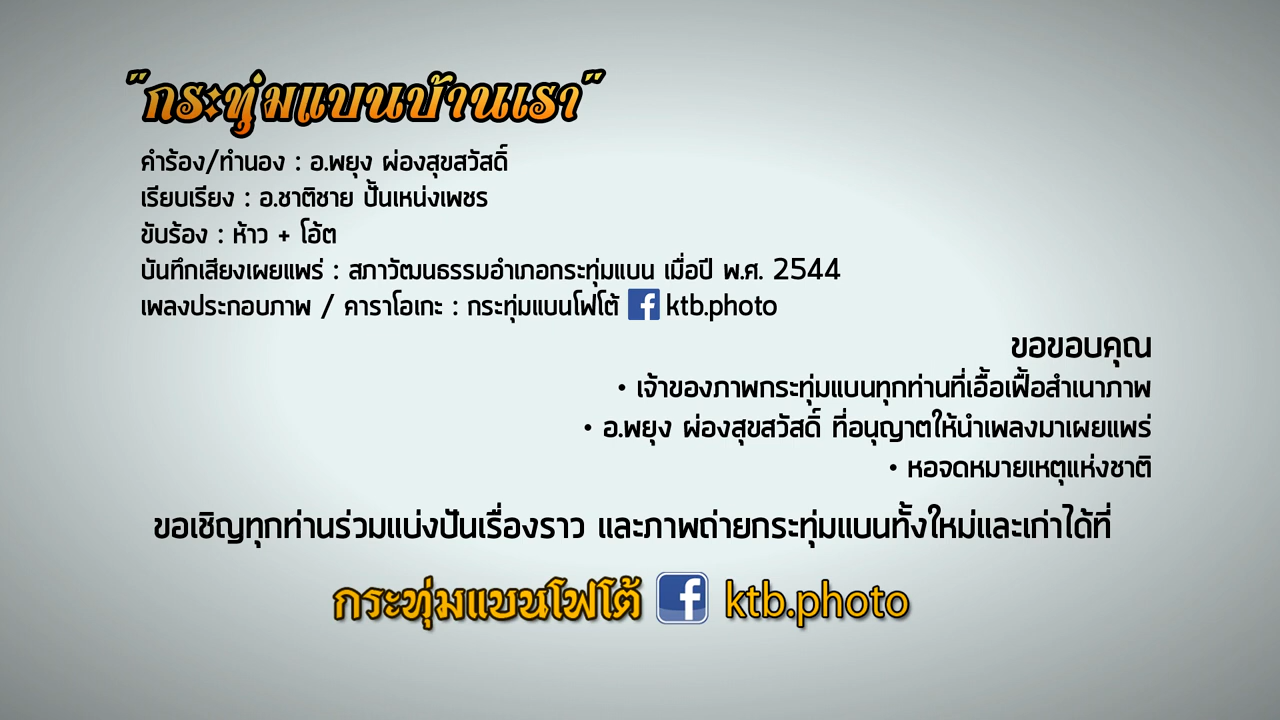 "กระทุ่มแบนบ้านเรา"
คำร้อง/ทำนอง : อ.พยุง ผ่องสุขสวัสดิ์
เรียบเรียง : อ.ชาติชาย ปั้นเหน่งเพชร
ขับร้อง : ห้าว + โอ้ต
บันทึกเสียงเผยแพร่ : สภาวัฒนธรรมอำเภอกระทุ่มแบน เมื่อปี พ.ศ. 2544
เพลงประกอบภาพ / คาราโอเกะ : กระทุ่มแบนโฟโต้ f ktb.photo
ขอขอบคุณ
• เจ้าของภาพกระทุ่มแบนทุกท่านที่เอื้อเฟื้อสำเนาภาพ
• อ.พยุง ผ่องสุขสวัสดิ์ ที่อนุญาตให้นำเพลงมาเผยแพร่
• หอจดหมายเหตุแห่งชาติ
ขอเชิญทุกท่านร่วมแบ่งปันเรื่องราว และภาพถ่ายกระทุ่มแบนทั้งใหม่และเก่าได้ที่
กระทุ่มแบนโฟโต้ f ktb.photo